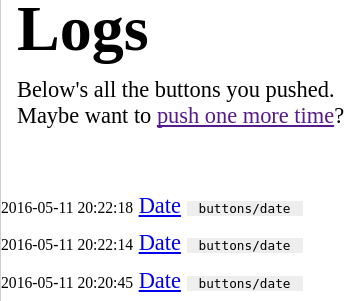 Logs
Below's all the buttons you pushed.
Maybe want to push one more time?
2016-05-11 20:22:18 Date buttons/date
2016-05-11 20:22:14 Date buttons/date
2016-05-11 20:20:45 Date buttons/date